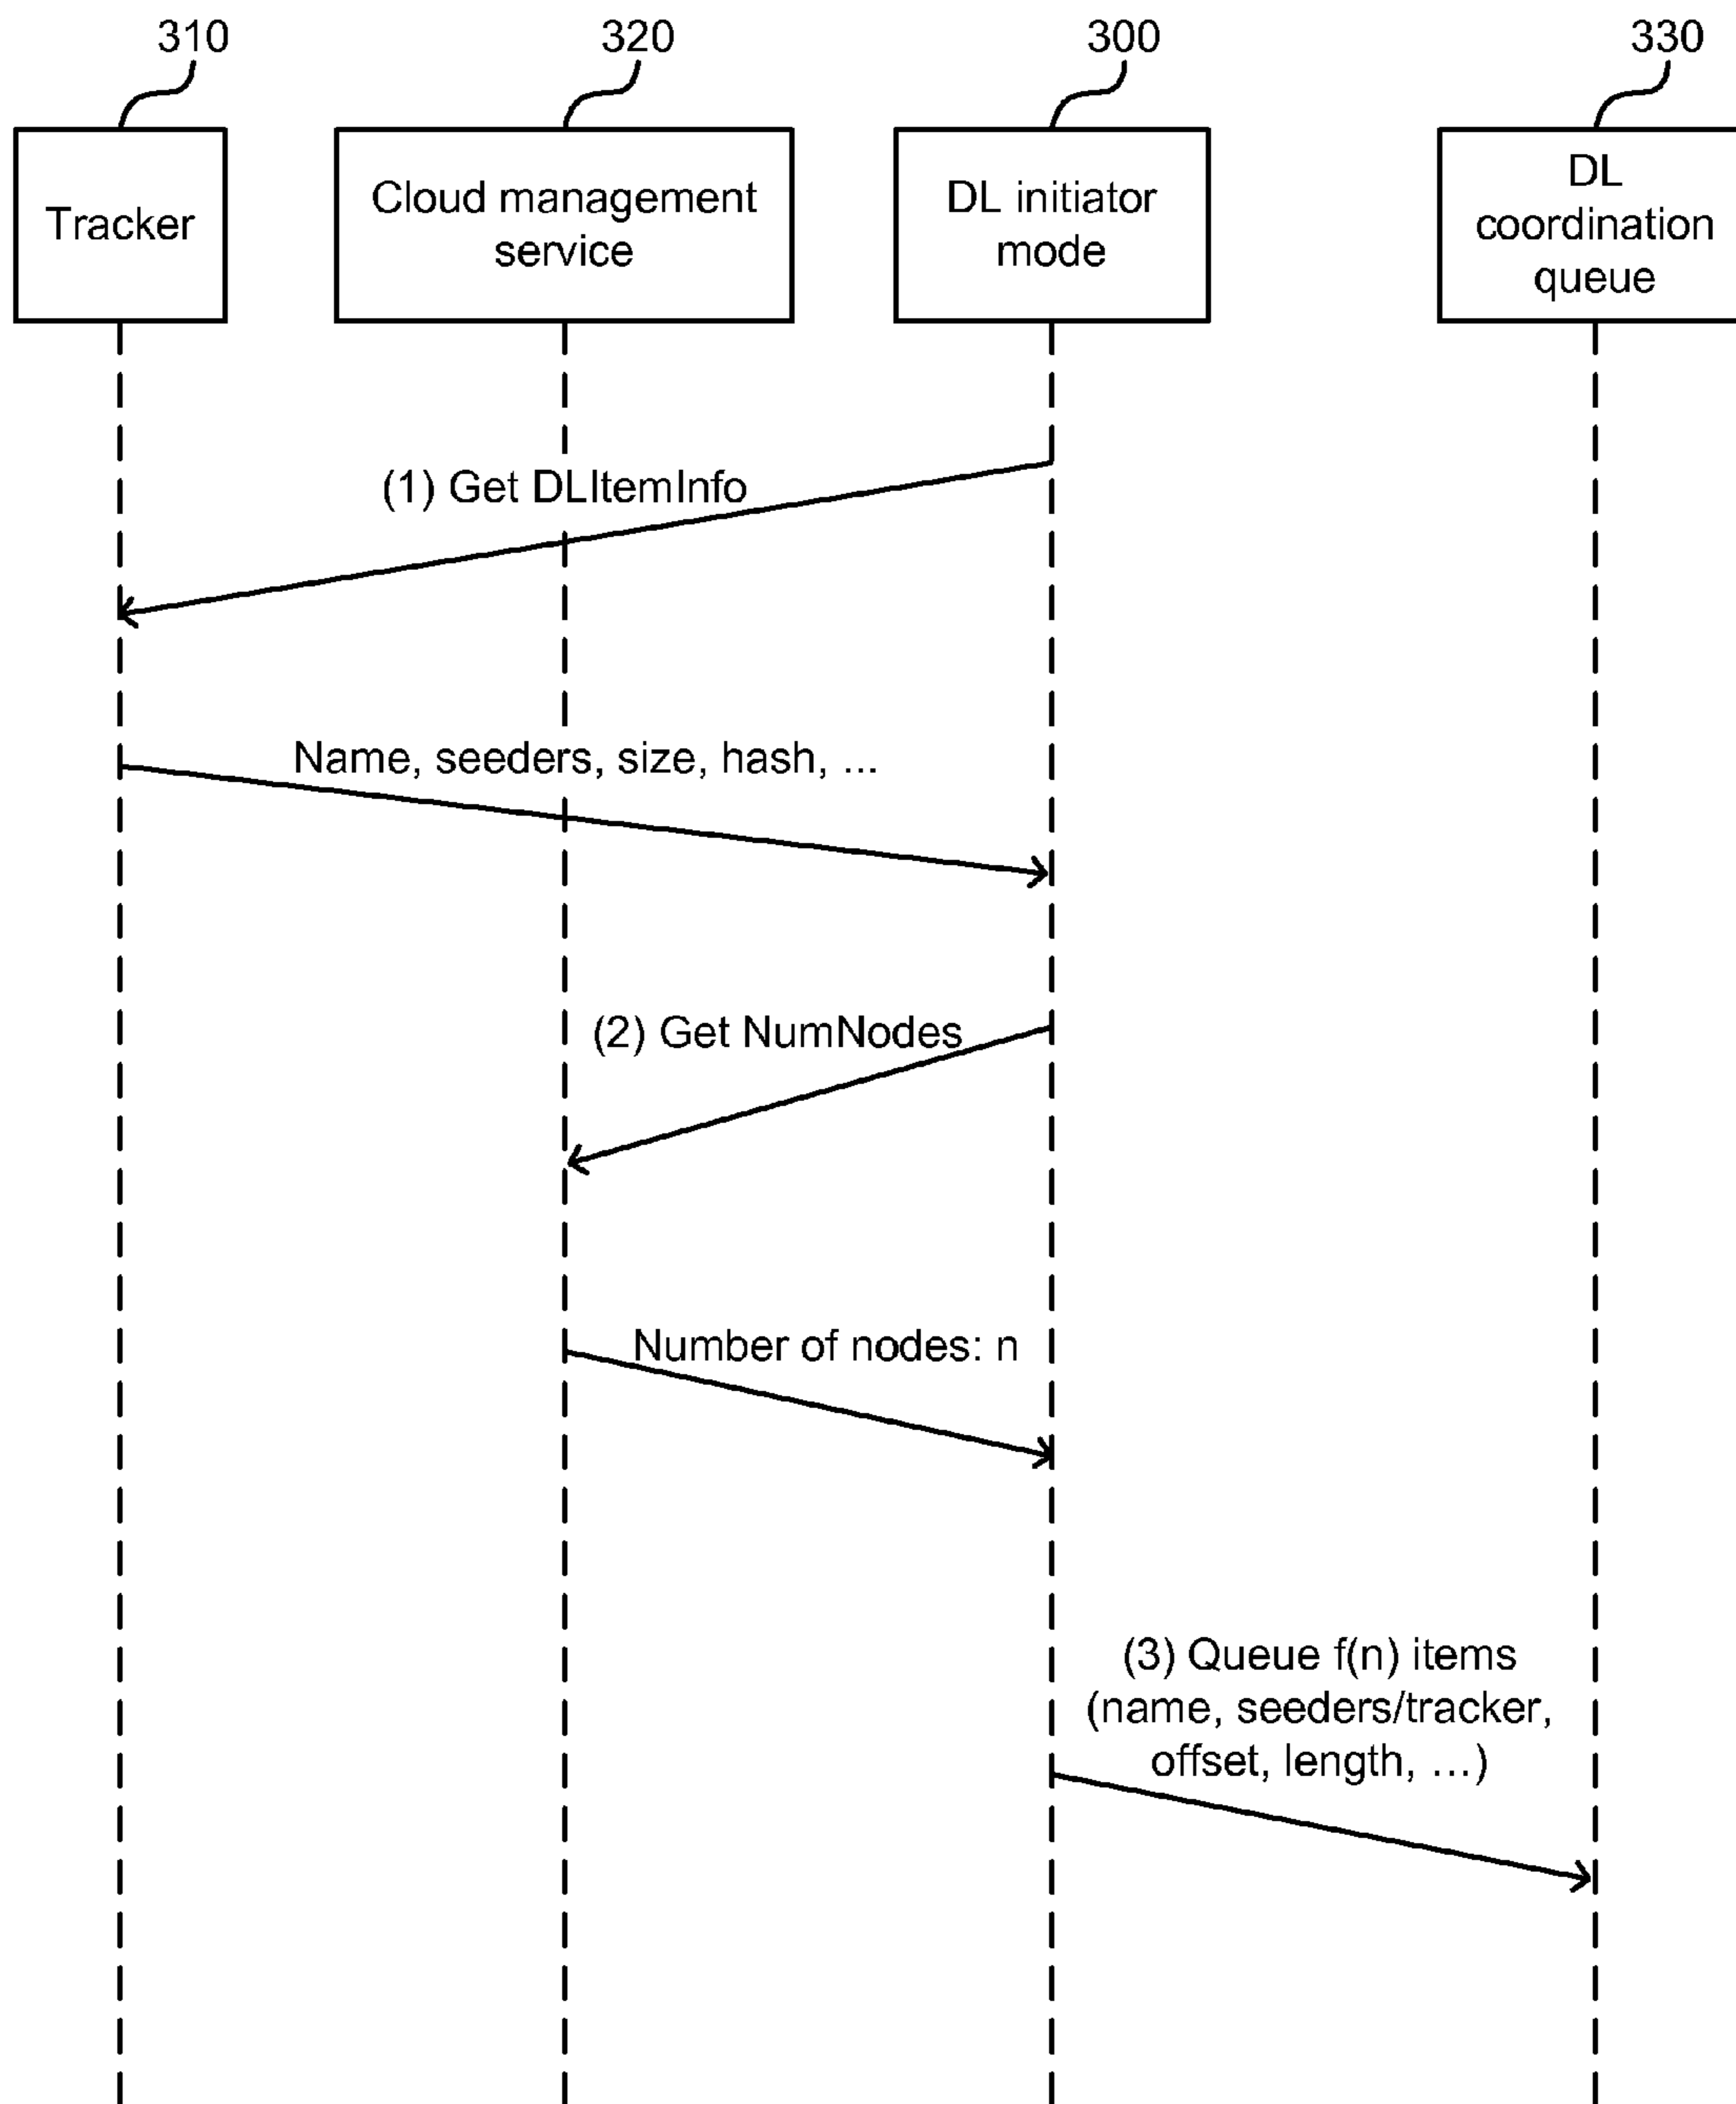 310
320
300
330
Tracker
Cloud management
service
DL initiator
mode
DL
coordination
queue
(1) Get DLItemInfo
Name, seeders, size, hash, ...
(2) Get NumNodes
Number of nodes: n
(3) Queue f(n) items
(name, seeders/tracker,
offset, length, ...)